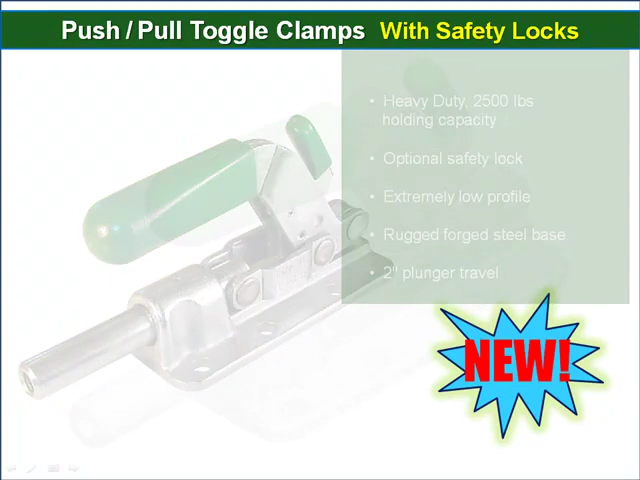 Push / Pull Toggle Clamps With Safety Locks
• Heavy Duty, 2500 lbs
holding capacity
• Optional safety lock
• Extremely low profile
• Rugged forged steel base
• 2" plunger travel
NEW!